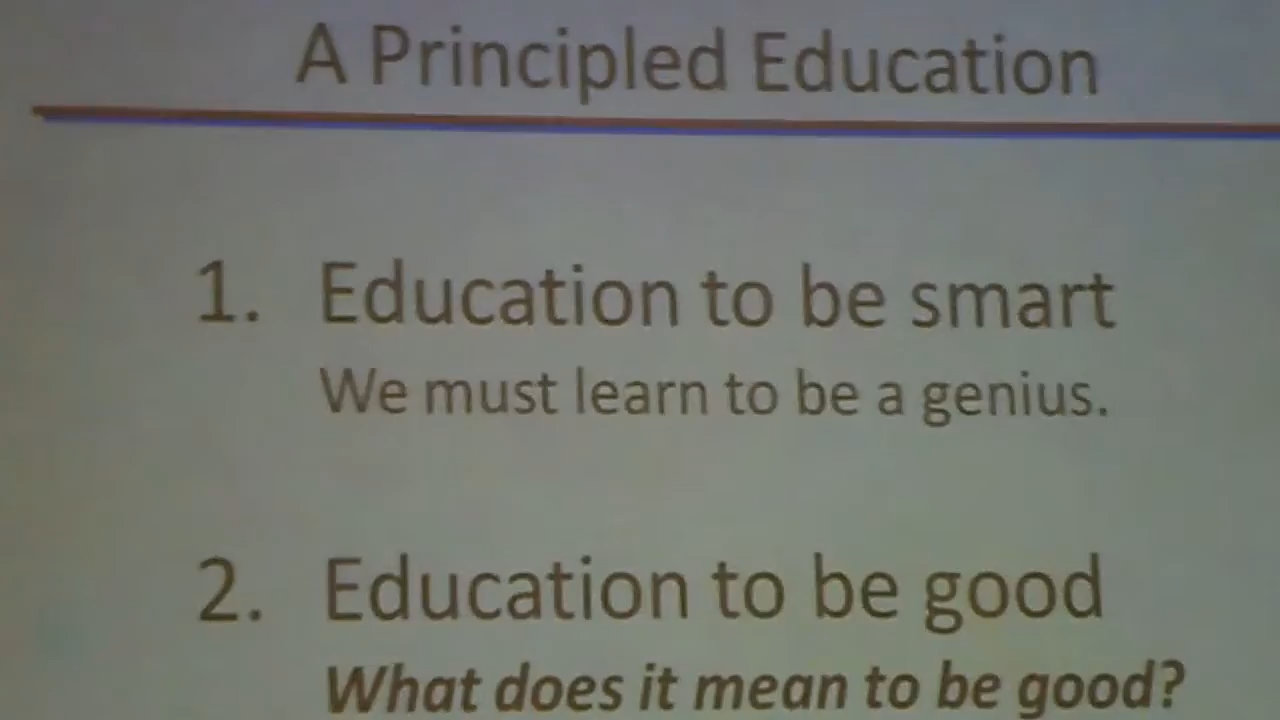 A Principled Education
1. Education to be smart
We must learn to be a genius.
2. Education to be good
What does it mean to be good?